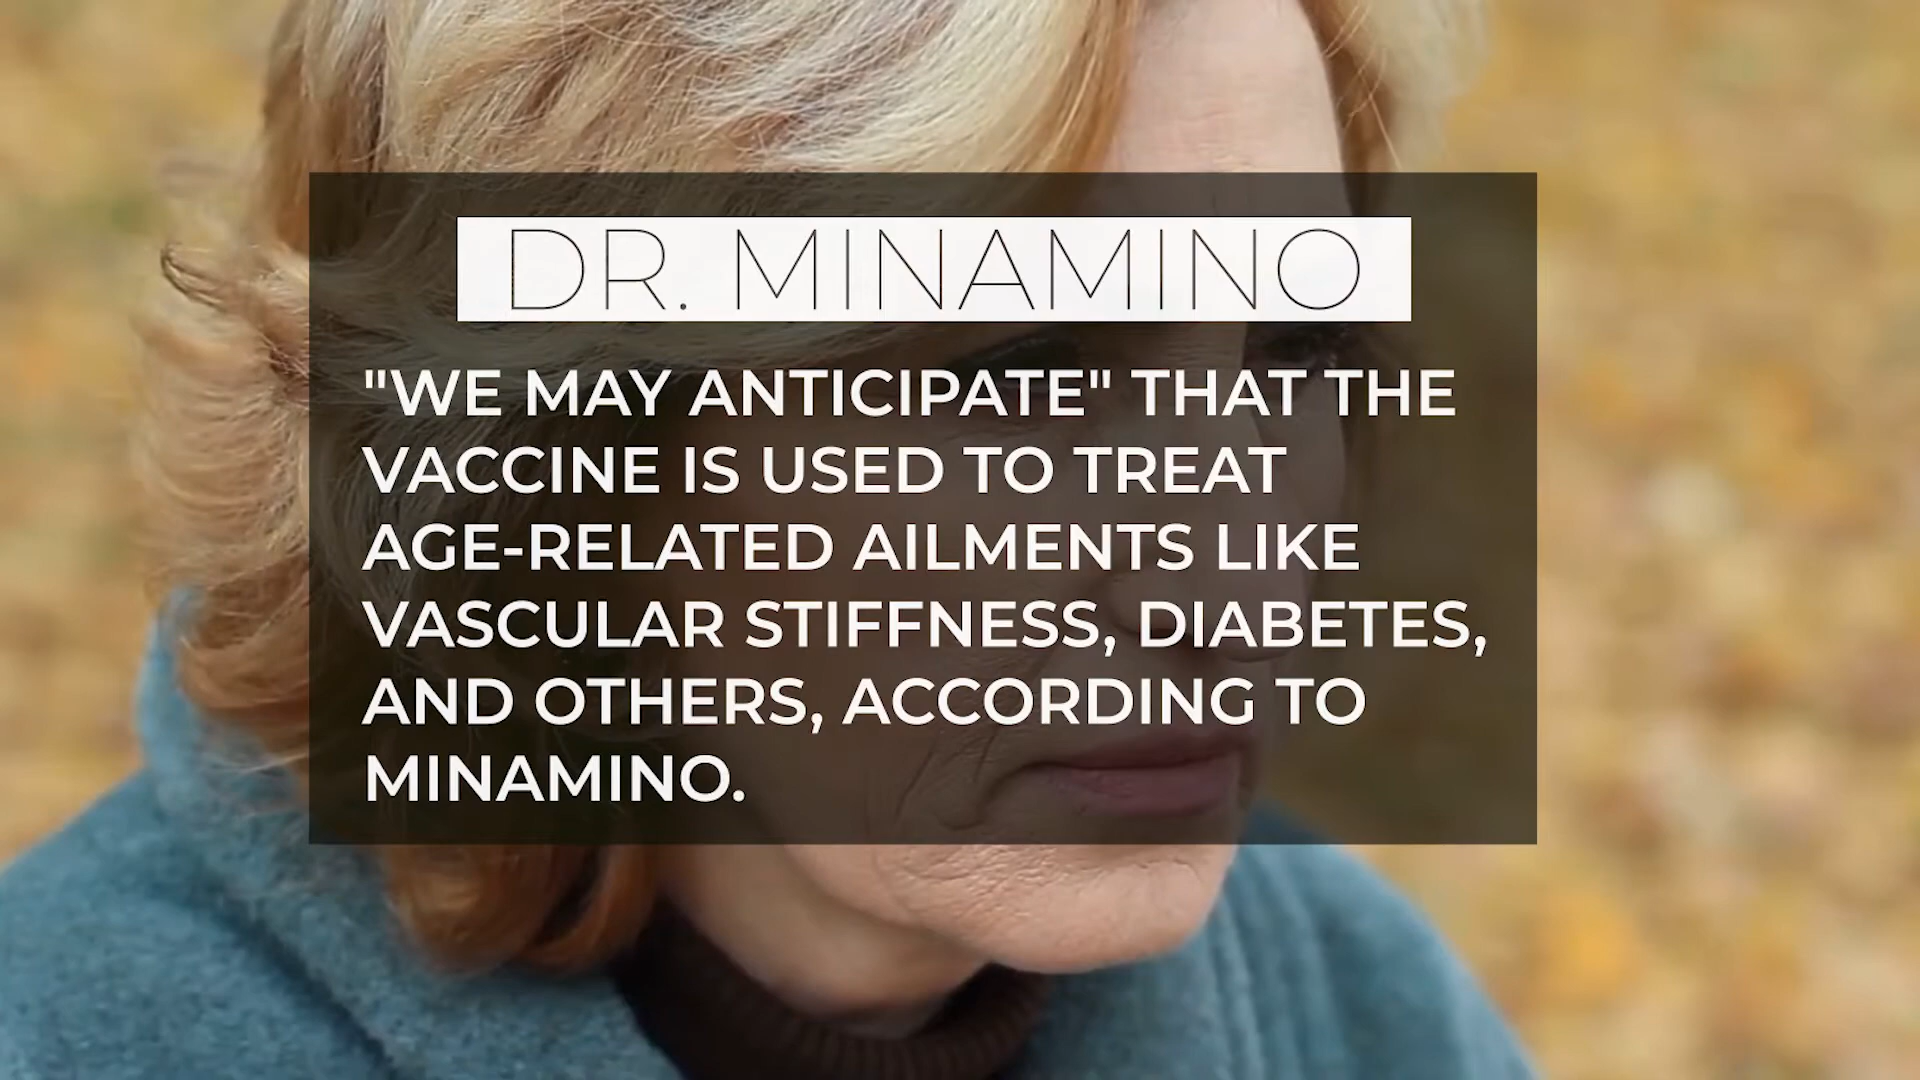 DR. MINAMINO
"WE MAY ANTICIPATE" THAT THE
VACCINE IS USED TO TREAT
AGE-RELATED AILMENTS LIKE
VASCULAR STIFFNESS, DIABETES,
AND OTHERS, ACCORDING TO
MINAMINO.